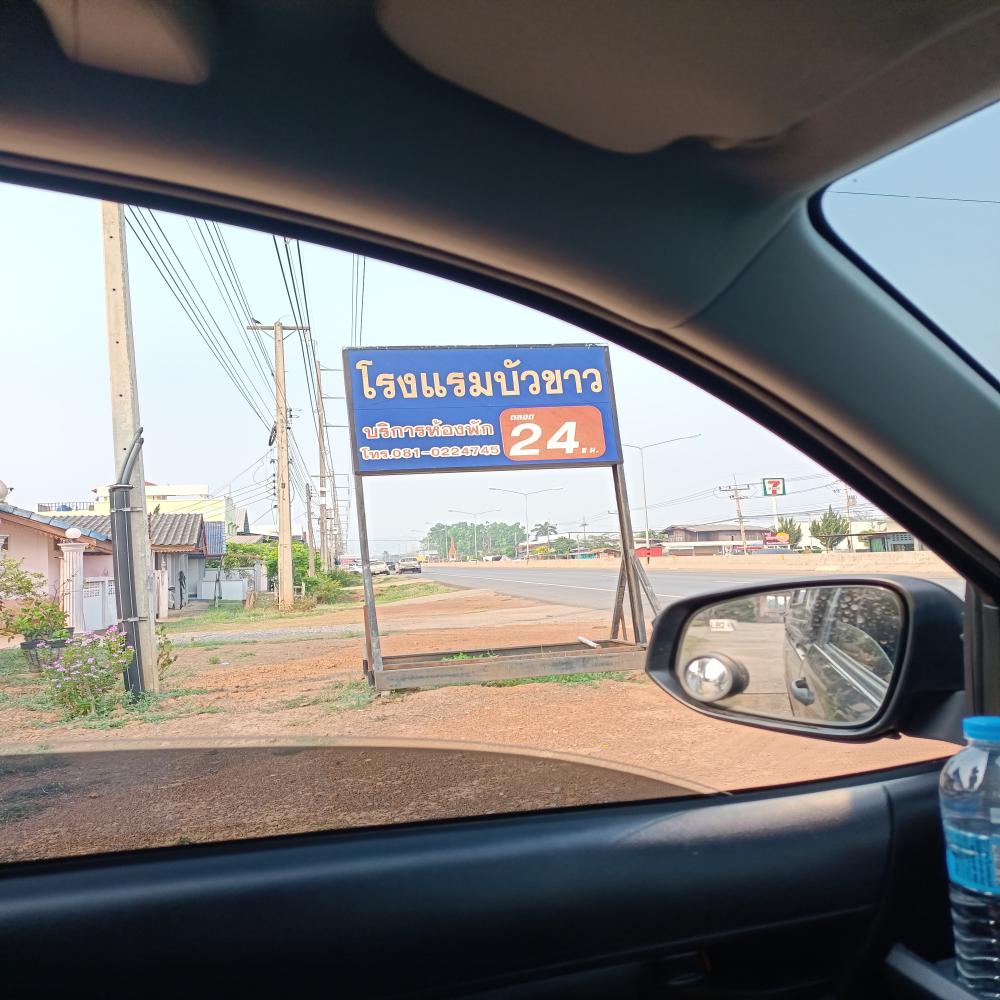 โรงแรมบัวขาว
บริการห้องพัก
โทร.081-0224745
ตลอด
24 ช.ม.
7